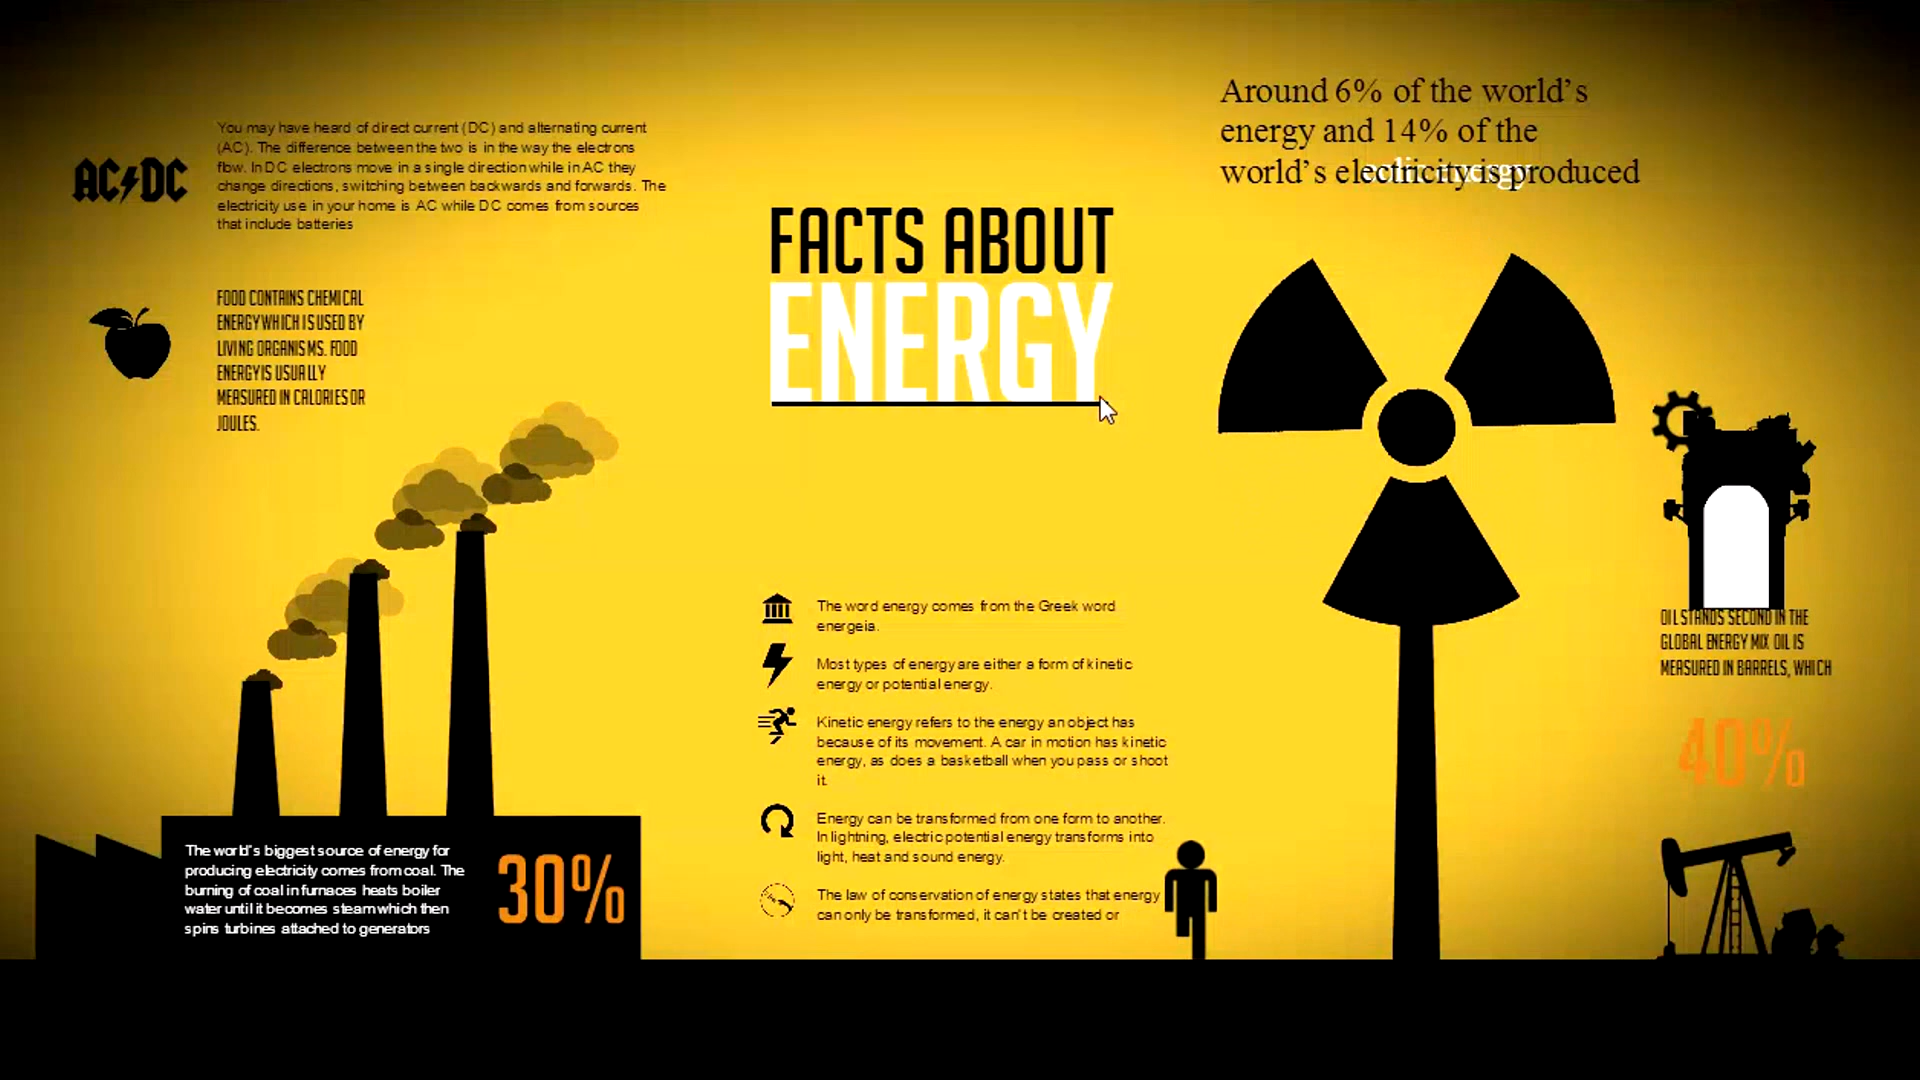 AC DC
You may have heard of direct current (DC) and alternating current
(AC). The difference between the two is in the way the electrons
flow. In DC electrons move in a single direction while in AC they
change directions, switching between backwards and forwards. The
electricity use in your home is AC while DC comes from sources
that include batteries
FOOD CONTAINS CHEMICAL
ENERGY WHICH IS USED BY
LIVING ORGANISMS. FOOD
ENERGY IS USUALLY
MEASURED IN CALORIES OR
JOULES.
The world's biggest source of energy for
producing electricity comes from coal. The
burning of coal in furnaces heats boiler
water until it becomes steam which then
spins turbines attached to generators
30%
FACTS ABOUT
ENERGY
The word energy comes from the Greek word
energeia.
Most types of energy are either a form of kinetic
energy or potential energy.
Kinetic energy refers to the energy an object has
because of its movement. A car in motion has kinetic
energy, as does a basketball when you pass or shoot
it.
Energy can be transformed from one form to another.
In lightning, electric potential energy transforms into
light, heat and sound energy.
The law of conservation of energy states that energy
can only be transformed, it can't be created or
Around 6% of the world’s
energy and 14% of the
world’s electricity is produced
OIL STANDS SECOND IN THE
GLOBAL ENERGY MIX OIL IS
MEASURED IN BARRELS, WHICH
40%